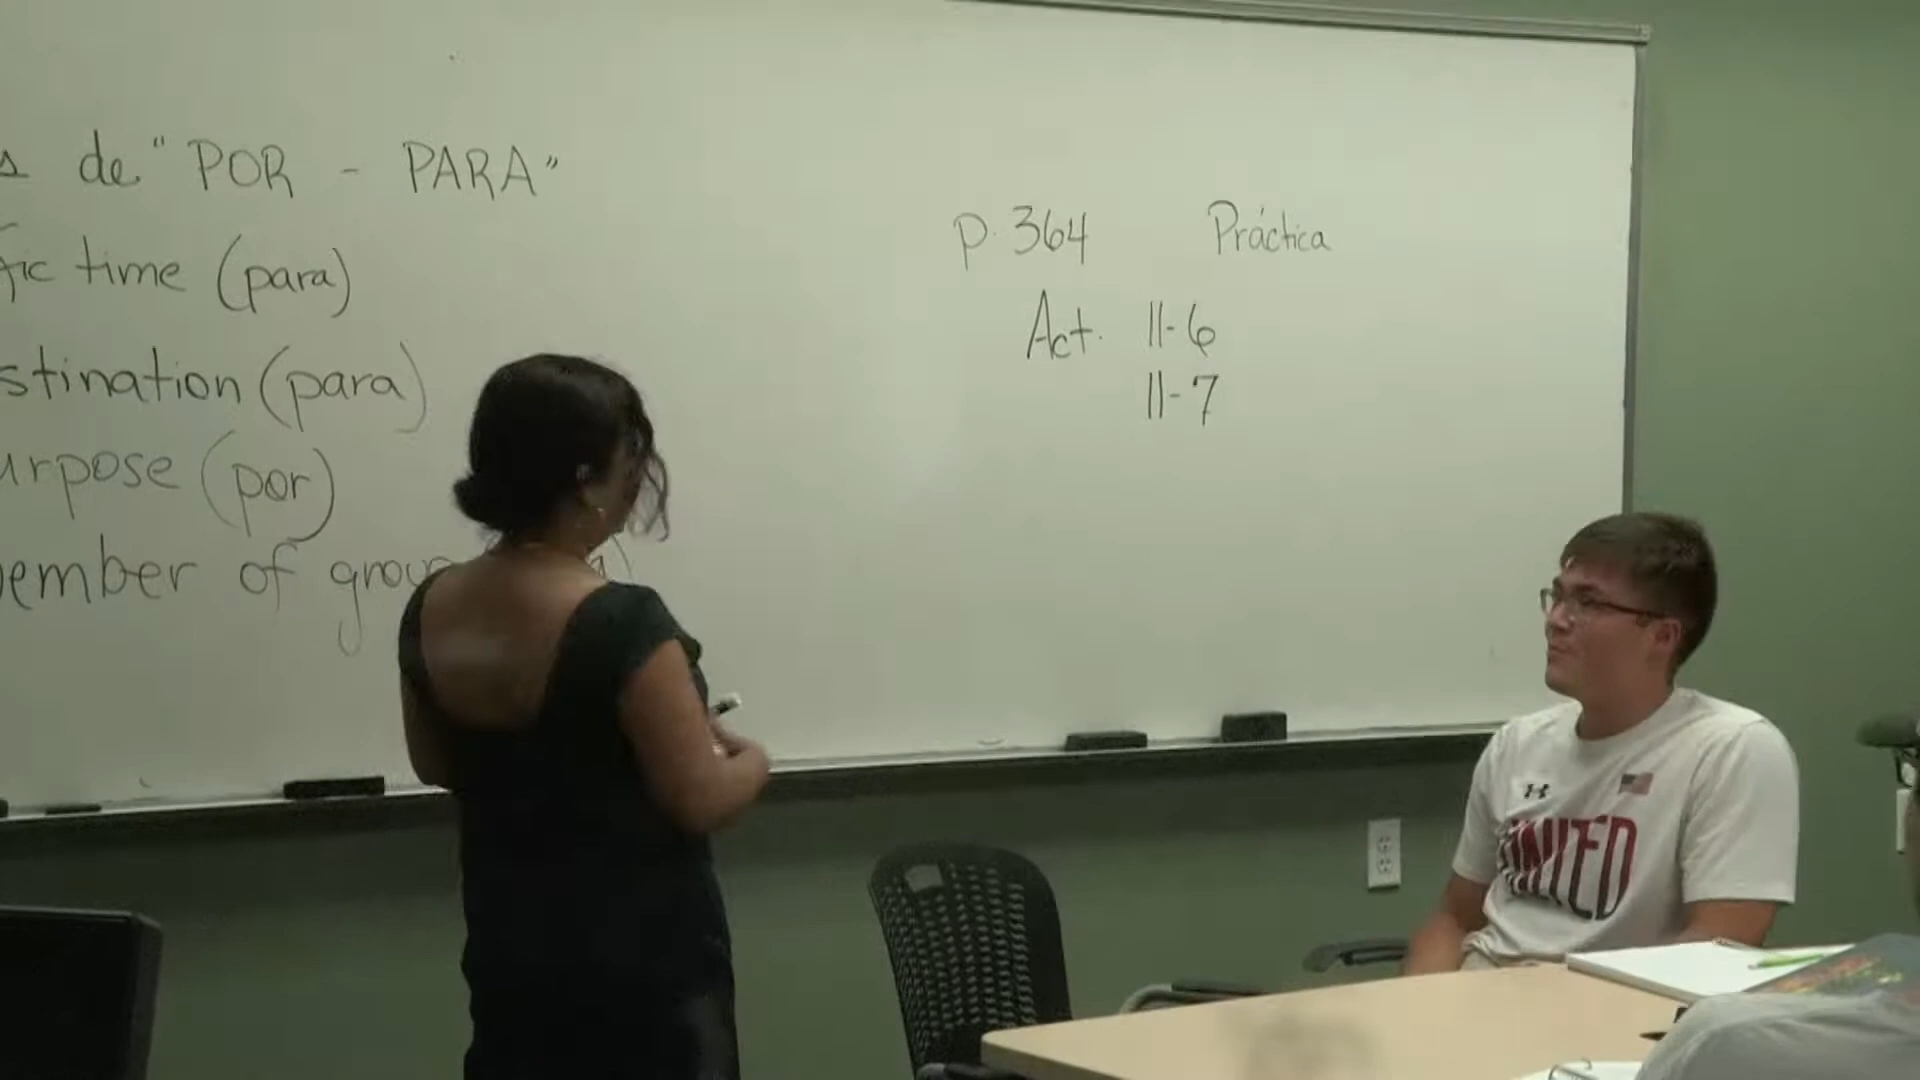 de "POR - PARA"
time (para)
stination (para)
urpose (por)
ember of
p. 364 Práctica
Act. 11-6
11-7
UNITED